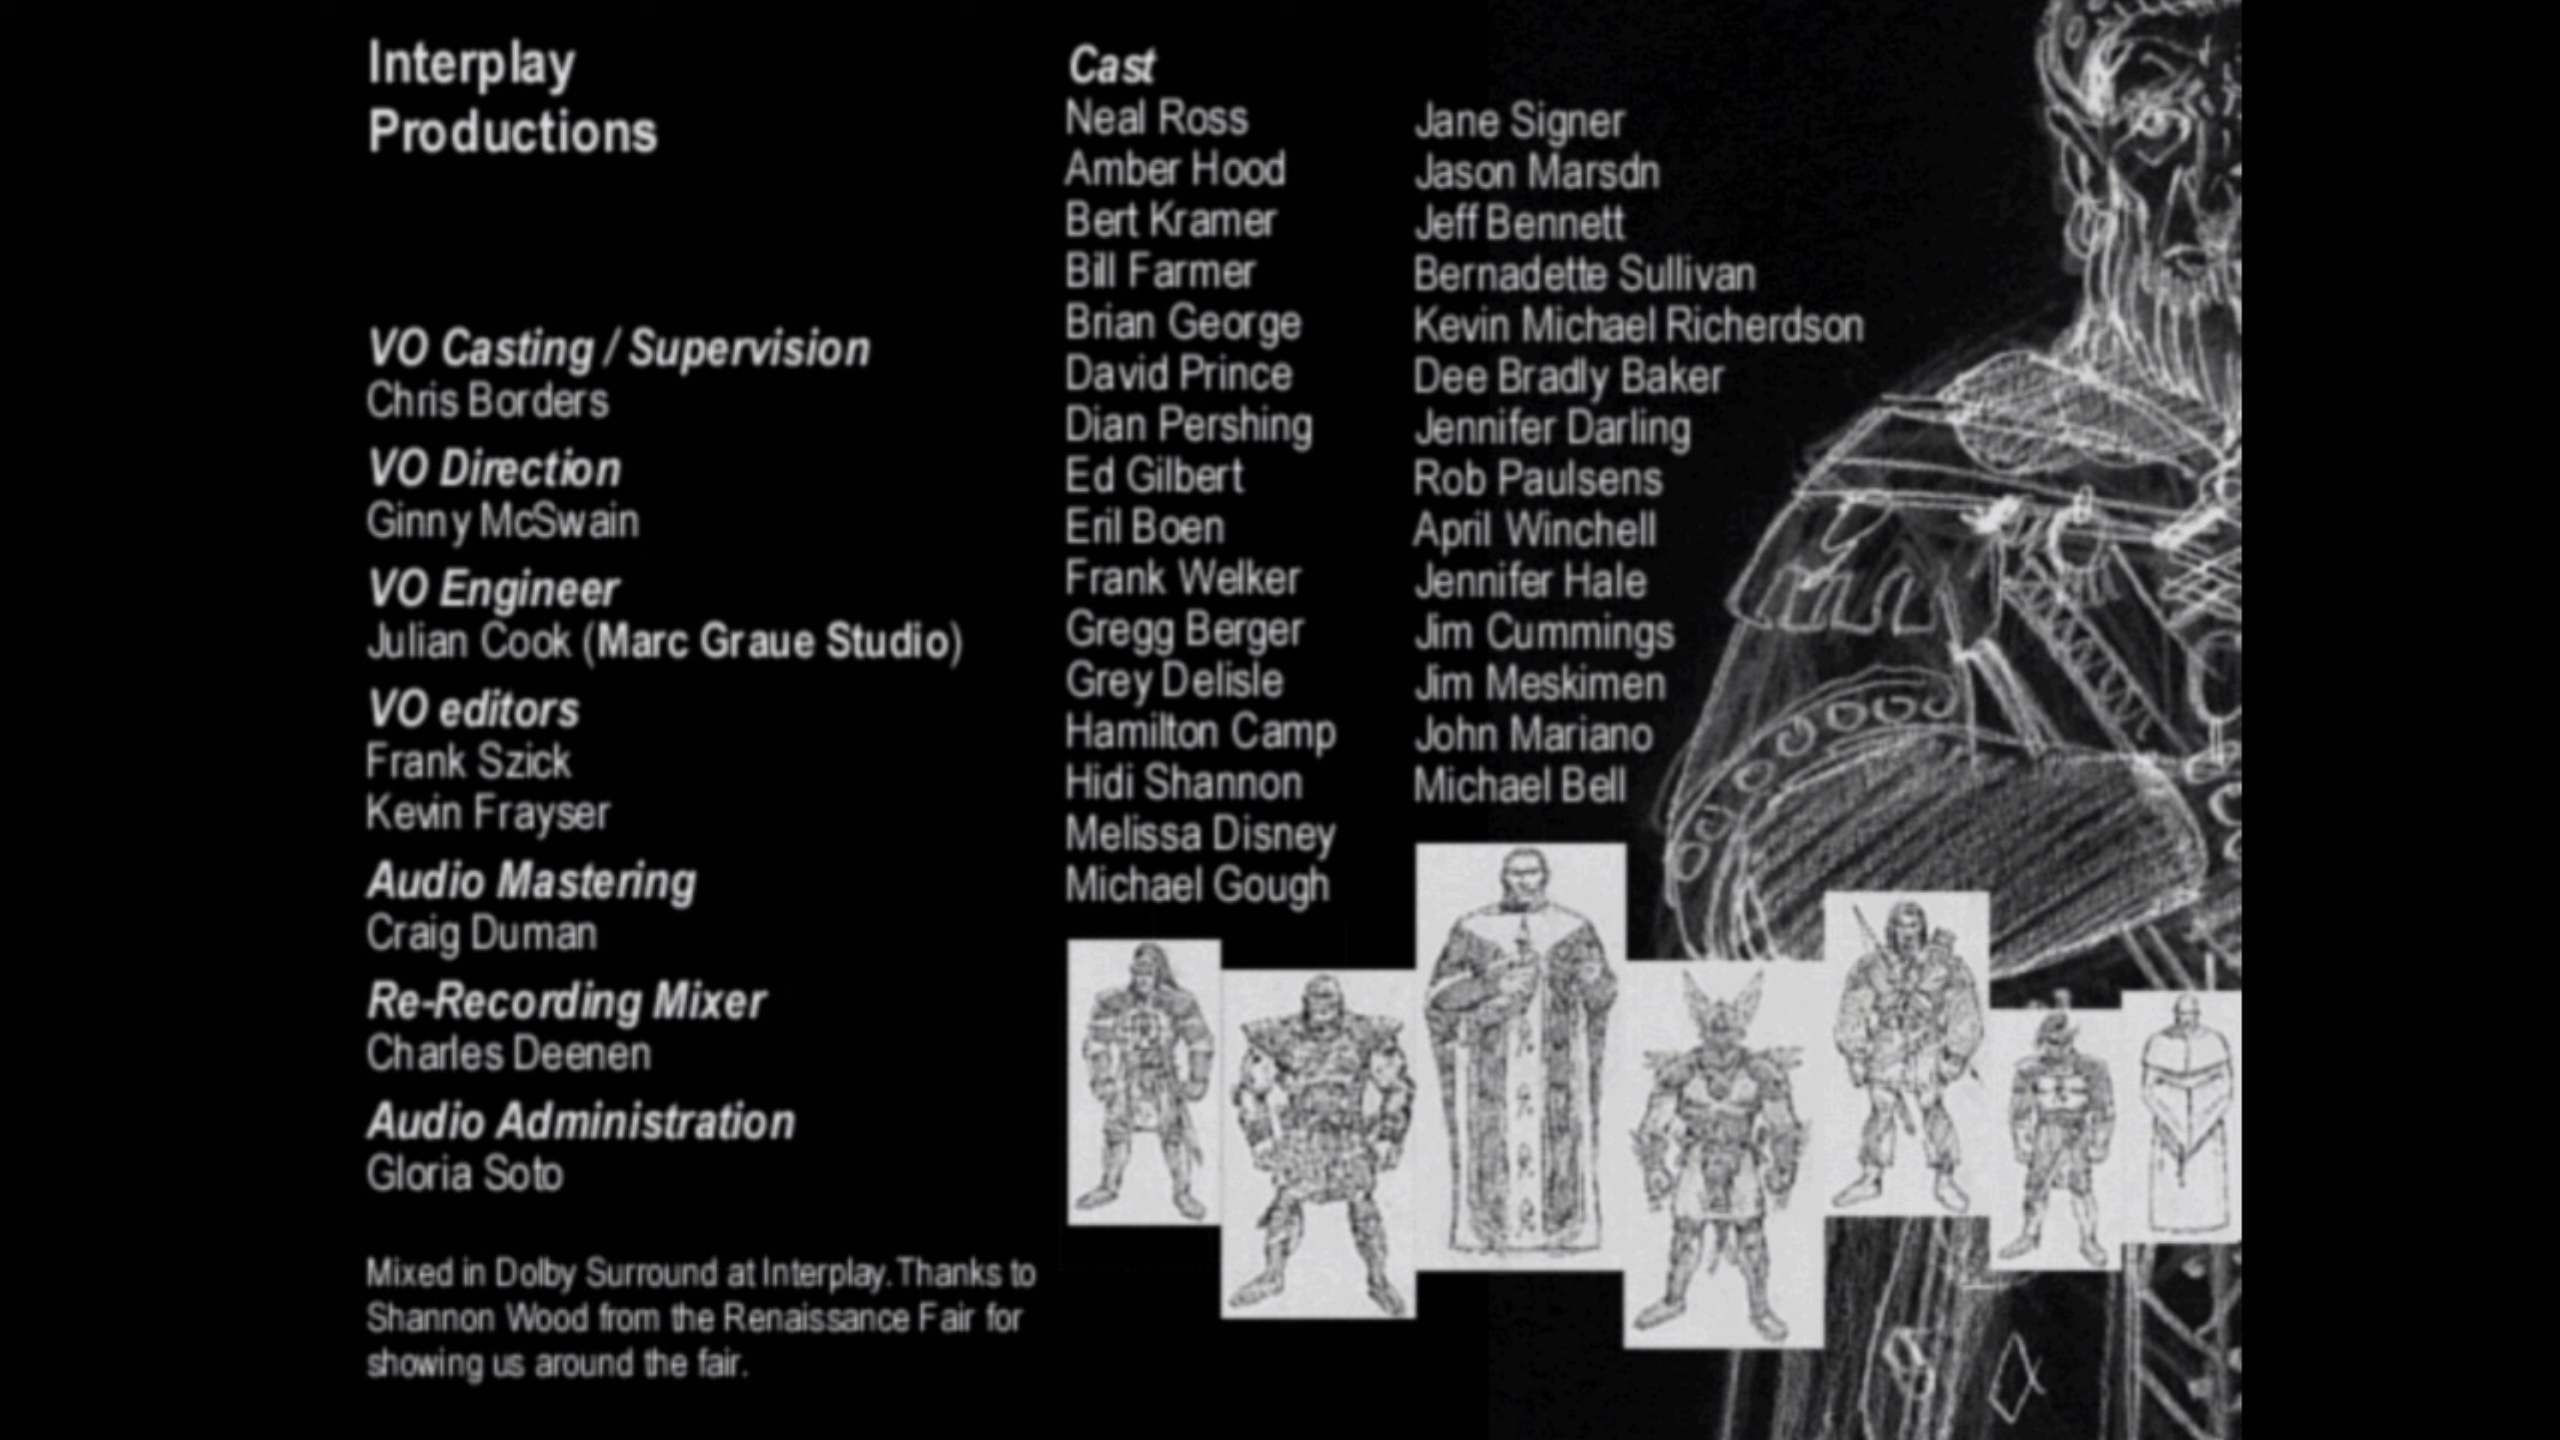 Interplay
Productions
VO Casting / Supervision
Chris Borders
VO Direction
Ginny McSwain
VO Engineer
Julian Cook (Marc Graue Studio)
VO editors
Frank Szick
Kevin Frayser
Audio Mastering
Craig Duman
Re-Recording Mixer
Charles Deenen
Audio Administration
Gloria Soto
Mixed in Dolby Surround at Interplay. Thanks to
Shannon Wood from the Renaissance Fair for
showing us around the fair.
Cast
Neal Ross
Amber Hood
Bert Kramer
Bill Farmer
Brian George
David Prince
Dian Pershing
Ed Gilbert
Eril Boen
Frank Welker
Gregg Berger
Grey Delisle
Hamilton Camp
Hidi Shannon
Melissa Disney
Michael Gough
Jane Signer
Jason Marsdn
Jeff Bennett
Bernadette Sullivan
Kevin Michael Richerdson
Dee Bradly Baker
Jennifer Darling
Rob Paulsens
April Winchell
Jennifer Hale
Jim Cummings
Jim Meskimen
John Mariano
Michael Bell